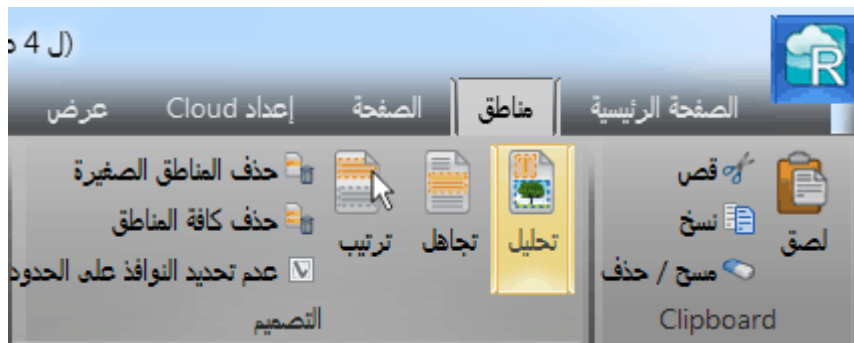 (ل 4 ص
الصفحة الرئيسية
مناطق
الصفحة
إعداد Cloud
عرض
لصق
قص
نسخ
مسح / حذف
Clipboard
تحليل
تجاهل
ترتيب
حذف المناطق الصغيرة
حذف كافة المناطق
عدم تحديد النوافذ على الحدود
التصميم